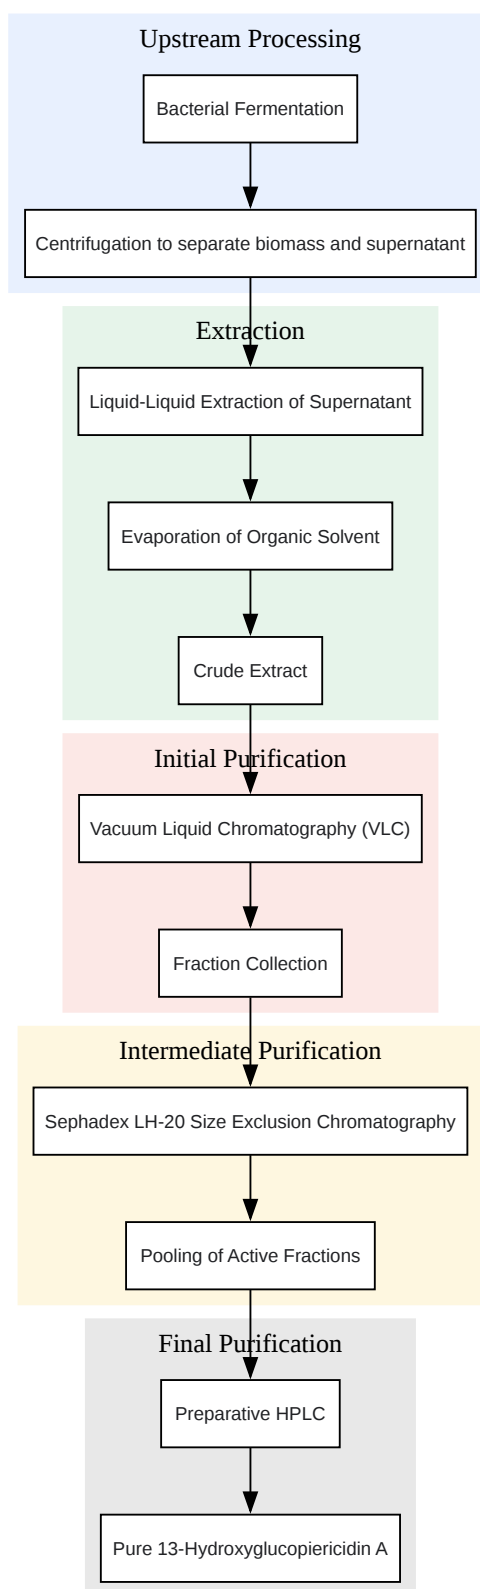 Upstream Processing
Bacterial Fermentation
Centrifugation to separate biomass and supernatant
Extraction
Liquid-Liquid Extraction of Supernatant
Evaporation of Organic Solvent
Crude Extract
Initial Purification
Vacuum Liquid Chromatography (VLC)
Fraction Collection
Intermediate Purification
Sephadex LH-20 Size Exclusion Chromatography
Pooling of Active Fractions
Final Purification
Preparative HPLC
Pure 13-Hydroxyglucopiericidin A